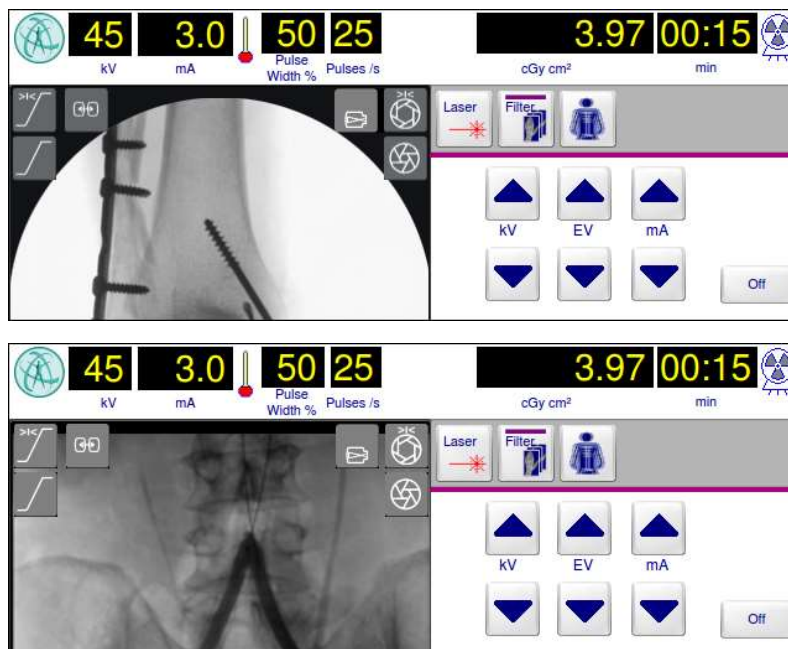 45 3.0 50 25 3.97 00:15
kV mA Pulse Width % Pulses /s cGy cm² min
Laser Filter
kV EV mA
Off
45 3.0 50 25 3.97 00:15
kV mA Pulse Width % Pulses /s cGy cm² min
Laser Filter
kV EV mA
Off